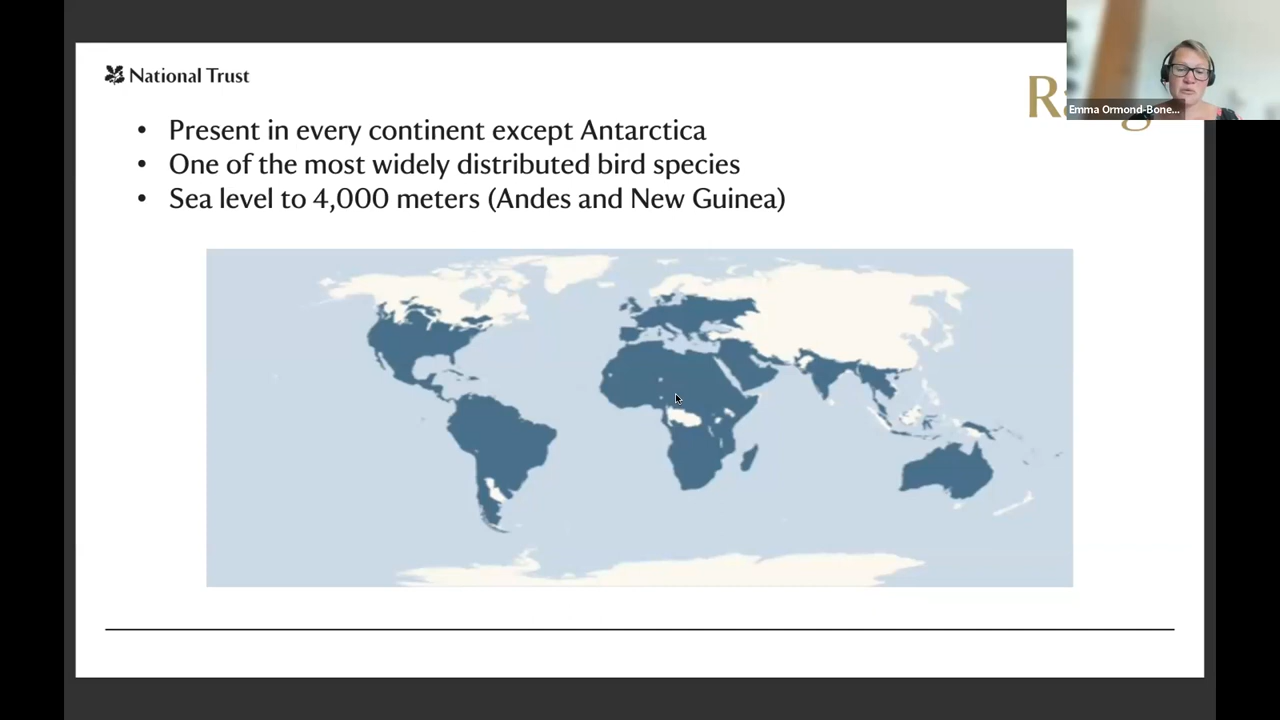 National Trust
• Present in every continent except Antarctica
• One of the most widely distributed bird species
• Sea level to 4,000 meters (Andes and New Guinea)
Emma Ormond-Bone...